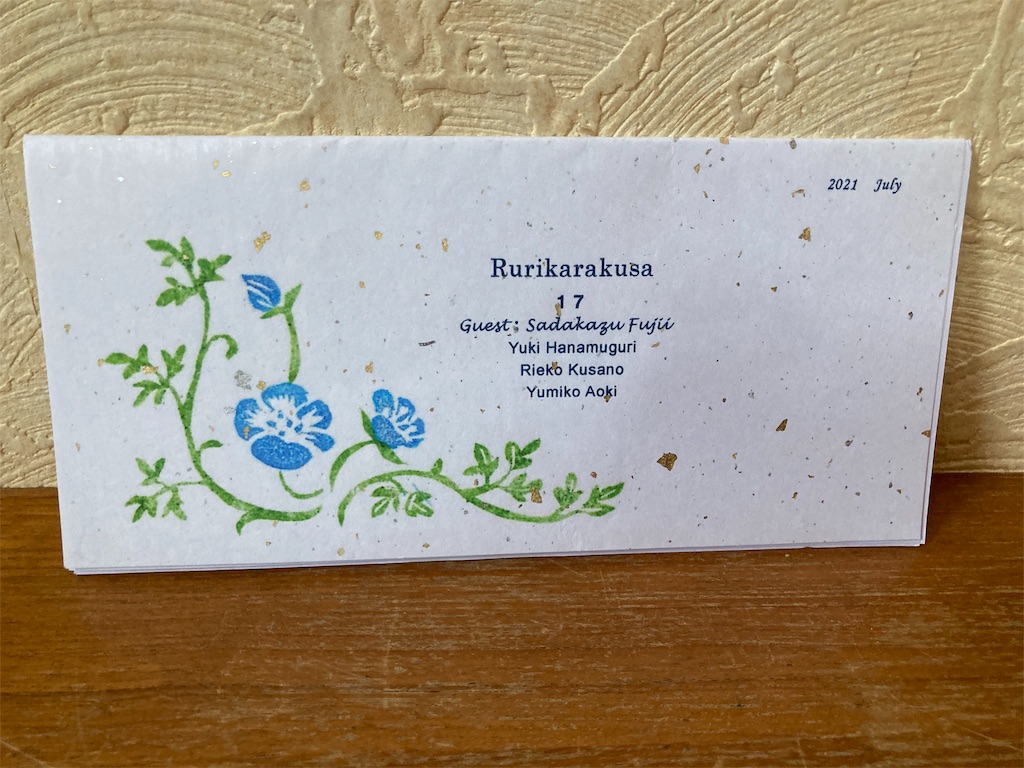 2021 July
Rurikarakusa
17
Guest: Sadakazu Fujii
Yuki Hanamuguri
Rieko Kusano
Yumiko Aoki